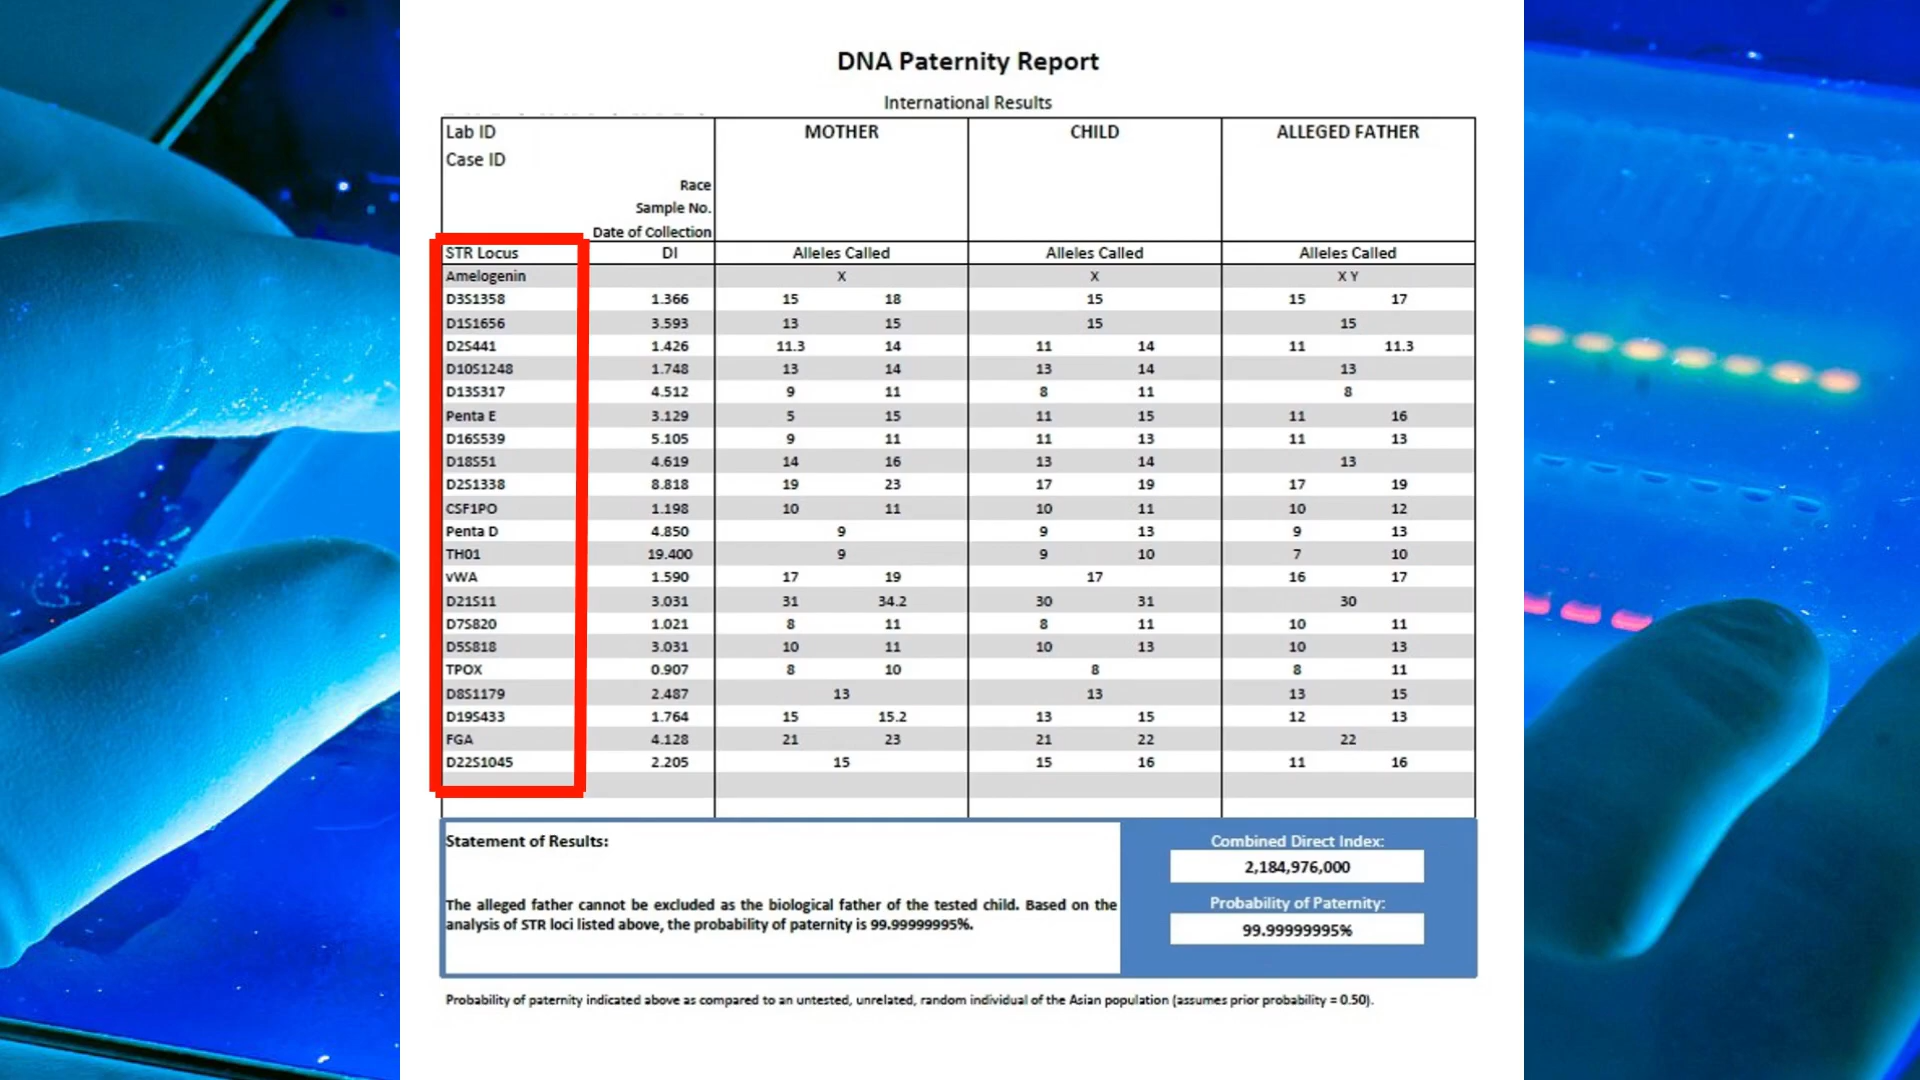 DNA Paternity Report
International Results
Lab ID MOTHER CHILD ALLEGED FATHER
Case ID
Race
Sample No.
Date of Collection
STR Locus DI Alleles Called Alleles Called Alleles Called
Amelogenin X X X Y
D3S1358 1.366 15 18 15 15 17
D1S1656 3.593 13 15 15 15
D2S441 1.426 11.3 14 11 14 11 11.3
D10S1248 1.748 13 14 13 14 13
D13S317 4.512 9 11 8 11 8
Penta E 3.129 5 15 11 15 11 16
D16S539 5.105 9 11 11 13 11 13
D18S51 4.619 14 16 13 14 13
D2S1338 8.818 19 23 17 19 17 19
CSF1PO 1.198 10 11 10 11 10 12
Penta D 4.850 9 9 13 9 13
TH01 19.400 9 9 10 7 10
vWA 1.590 17 19 17 16 17
D21S11 3.031 31 34.2 30 31 30
D7S820 1.021 8 11 8 11 10 11
D5S818 3.031 10 11 10 13 10 13
TPOX 0.907 8 10 8 8 11
D8S1179 2.487 13 13 13 15
D19S433 1.764 15 15.2 13 15 12 13
FGA 4.128 21 23 21 22 22
D22S1045 2.205 15 15 16 11 16
Statement of Results:
The alleged father cannot be excluded as the biological father of the tested child. Based on the
analysis of STR loci listed above, the probability of paternity is 99.99999995%.
Combined Direct Index:
2,184,976,000
Probability of Paternity:
99.99999995%
Probability of paternity indicated above as compared to an untested, unrelated, random individual of the Asian population (assumes prior probability = 0.50).